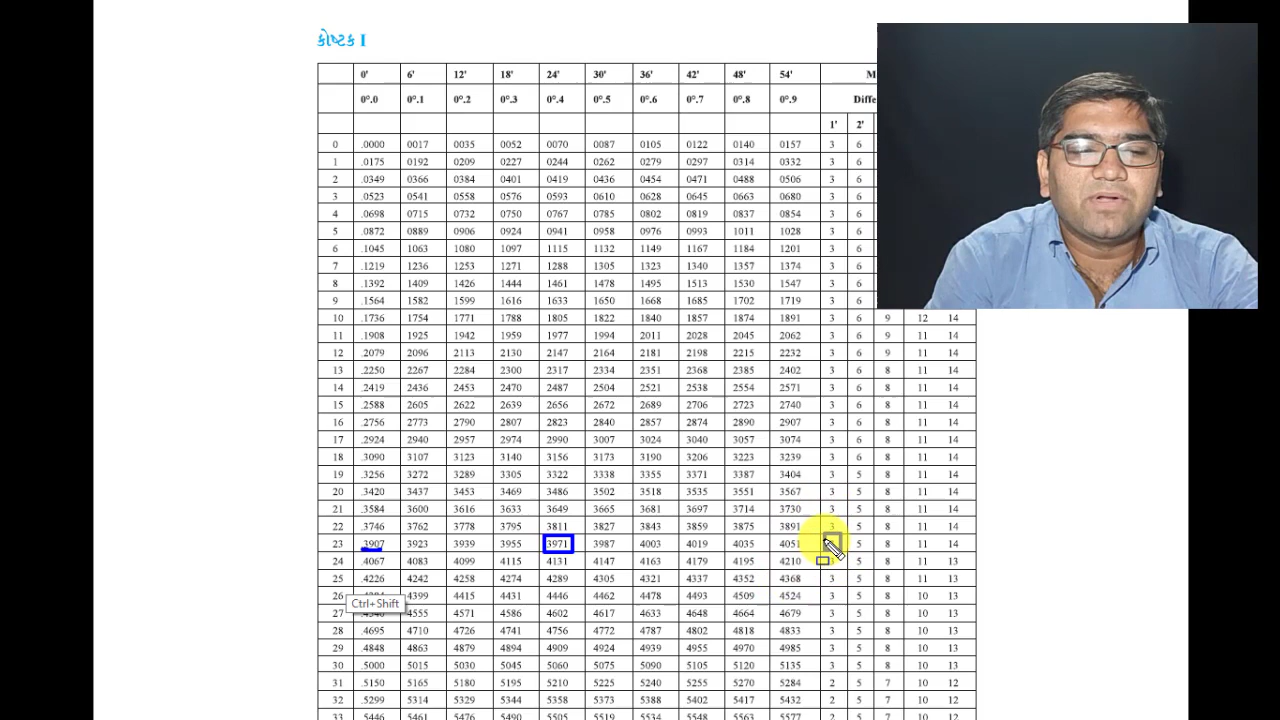 કોષ્ટક I
0' 6' 12' 18' 24' 30' 36' 42' 48' 54' M
0°.0 0°.1 0°.2 0°.3 0°.4 0°.5 0°.6 0°.7 0°.8 0°.9 Diffe
1' 2'
0 .0000 0017 0035 0052 0070 0087 0105 0122 0140 0157 3 6
1 .0175 0192 0209 0227 0244 0262 0279 0297 0314 0332 3 6
2 .0349 0366 0384 0401 0419 0436 0454 0471 0488 0506 3 6
3 .0523 0541 0558 0576 0593 0610 0628 0645 0663 0680 3 6
4 .0698 0715 0732 0750 0767 0785 0802 0819 0837 0854 3 6
5 .0872 0889 0906 0924 0941 0958 0976 0993 1011 1028 3 6
6 .1045 1063 1080 1097 1115 1132 1149 1167 1184 1201 3 6
7 .1219 1236 1253 1271 1288 1305 1323 1340 1357 1374 3 6
8 .1392 1409 1426 1444 1461 1478 1495 1513 1530 1547 3 6
9 .1564 1582 1599 1616 1633 1650 1668 1685 1702 1719 3 6
10 .1736 1754 1771 1788 1805 1822 1840 1857 1874 1891 3 6 9 12 14
11 .1908 1925 1942 1959 1977 1994 2011 2028 2045 2062 3 6 9 11 14
12 .2079 2096 2113 2130 2147 2164 2181 2198 2215 2232 3 6 9 11 14
13 .2250 2267 2284 2300 2317 2334 2351 2368 2385 2402 3 6 8 11 14
14 .2419 2436 2453 2470 2487 2504 2521 2538 2554 2571 3 6 8 11 14
15 .2588 2605 2622 2639 2656 2672 2689 2706 2723 2740 3 6 8 11 14
16 .2756 2773 2790 2807 2823 2840 2857 2874 2890 2907 3 6 8 11 14
17 .2924 2940 2957 2974 2990 3007 3024 3040 3057 3074 3 6 8 11 14
18 .3090 3107 3123 3140 3156 3173 3190 3206 3223 3239 3 6 8 11 14
19 .3256 3272 3289 3305 3322 3338 3355 3371 3387 3404 3 5 8 11 14
20 .3420 3437 3453 3469 3486 3502 3518 3535 3551 3567 3 5 8 11 14
21 .3584 3600 3616 3633 3649 3665 3681 3697 3714 3730 3 5 8 11 14
22 .3746 3762 3778 3795 3811 3827 3843 3859 3875 3891 3 5 8 11 14
23 .3907 3923 3939 3955 3971 3987 4003 4019 4035 4051 5 8 11 14
24 .4067 4083 4099 4115 4131 4147 4163 4179 4195 4210 3 5 8 11 13
25 .4226 4242 4258 4274 4289 4305 4321 4337 4352 4368 3 5 8 11 13
26 4399 4415 4431 4446 4462 4478 4493 4509 4524 3 5 8 10 13
Ctrl+Shift
27 4555 4571 4586 4602 4617 4633 4648 4664 4679 3 5 8 10 13
28 .4695 4710 4726 4741 4756 4772 4787 4802 4818 4833 3 5 8 10 13
29 .4848 4863 4879 4894 4909 4924 4939 4955 4970 4985 3 5 8 10 13
30 .5000 5015 5030 5045 5060 5075 5090 5105 5120 5135 3 5 8 10 13
31 .5150 5165 5180 5195 5210 5225 5240 5255 5270 5284 2 5 7 10 12
32 .5299 5314 5329 5344 5358 5373 5388 5402 5417 5432 2 5 7 10 12
33 .5446 5461 5476 5490 5505 5519 5534 5548 5563 5577 2 5 7 10 12